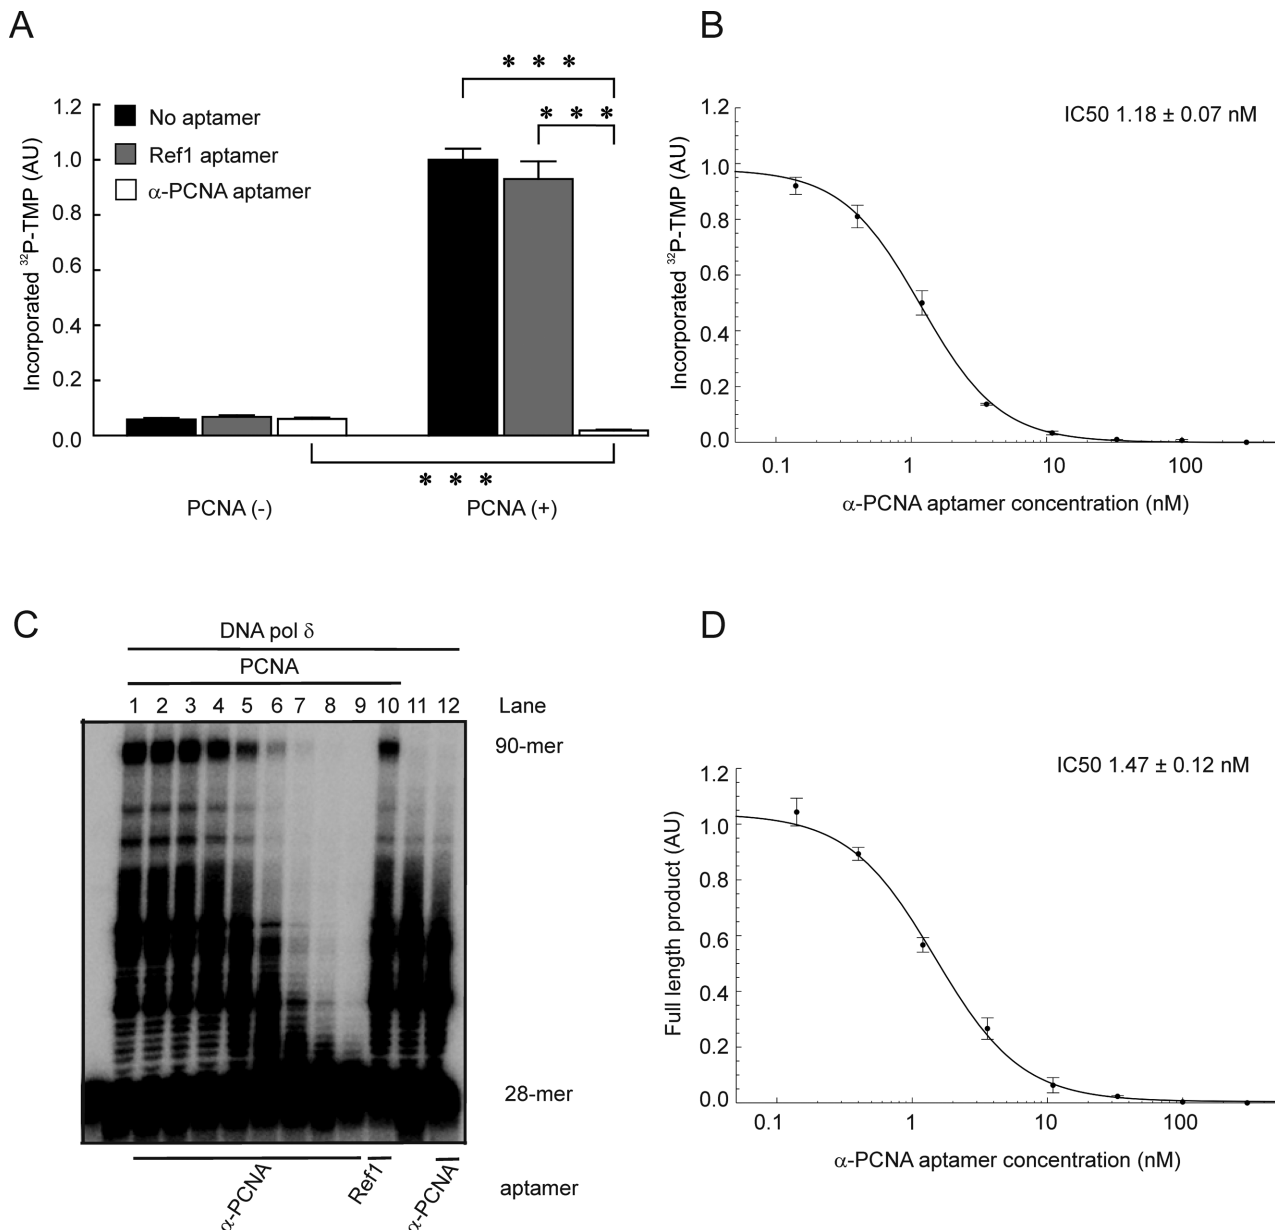 A
* * *
* * *
1.2
1.0
0.8
0.6
0.4
0.2
0.0
Incorporated ³²P-TMP (AU)
No aptamer
Ref1 aptamer
α-PCNA aptamer
* * *
PCNA (-)
PCNA (+)
B
IC50 1.18 ± 0.07 nM
1.2
1.0
0.8
0.6
0.4
0.2
0.0
Incorporated ³²P-TMP (AU)
0.1
1
10
100
α-PCNA aptamer concentration (nM)
C
DNA pol δ
PCNA
1 2 3 4 5 6 7 8 9 10 11 12 Lane
90-mer
28-mer
α-PCNA
Ref1
α-PCNA
aptamer
D
IC50 1.47 ± 0.12 nM
1.2
1.0
0.8
0.6
0.4
0.2
0.0
Full length product (AU)
0.1
1
10
100
α-PCNA aptamer concentration (nM)